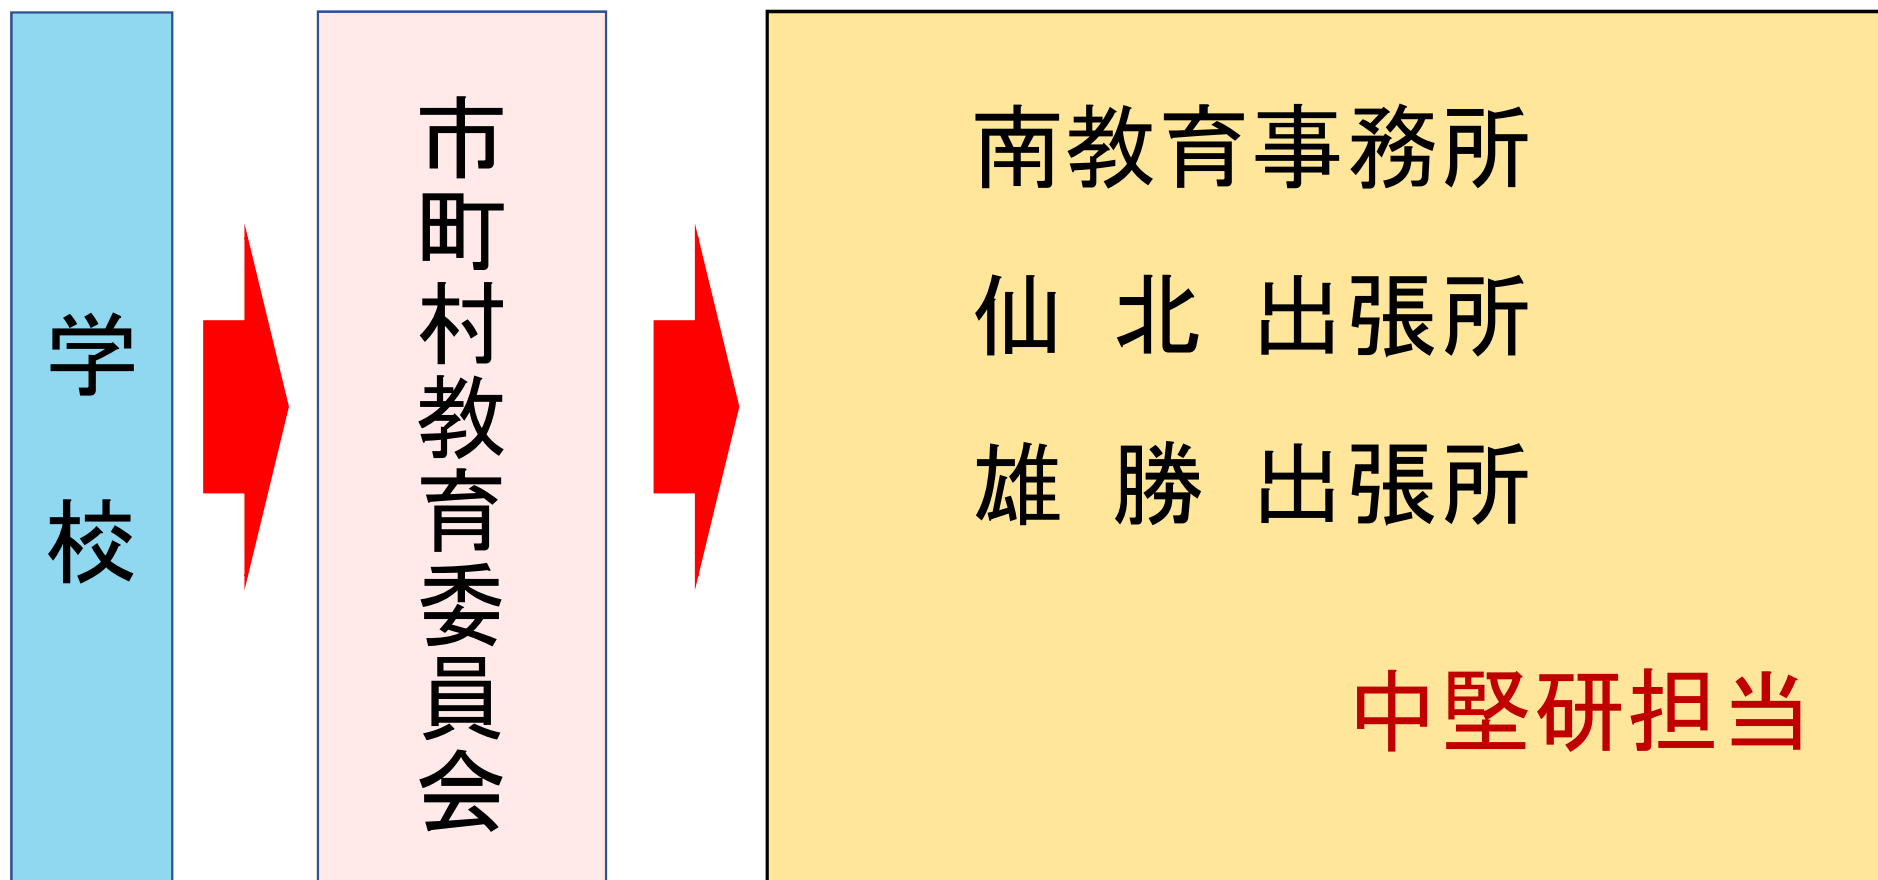 学校
市町村教育委員会
南教育事務所
仙 北 出張所
雄 勝 出張所
中堅研担当